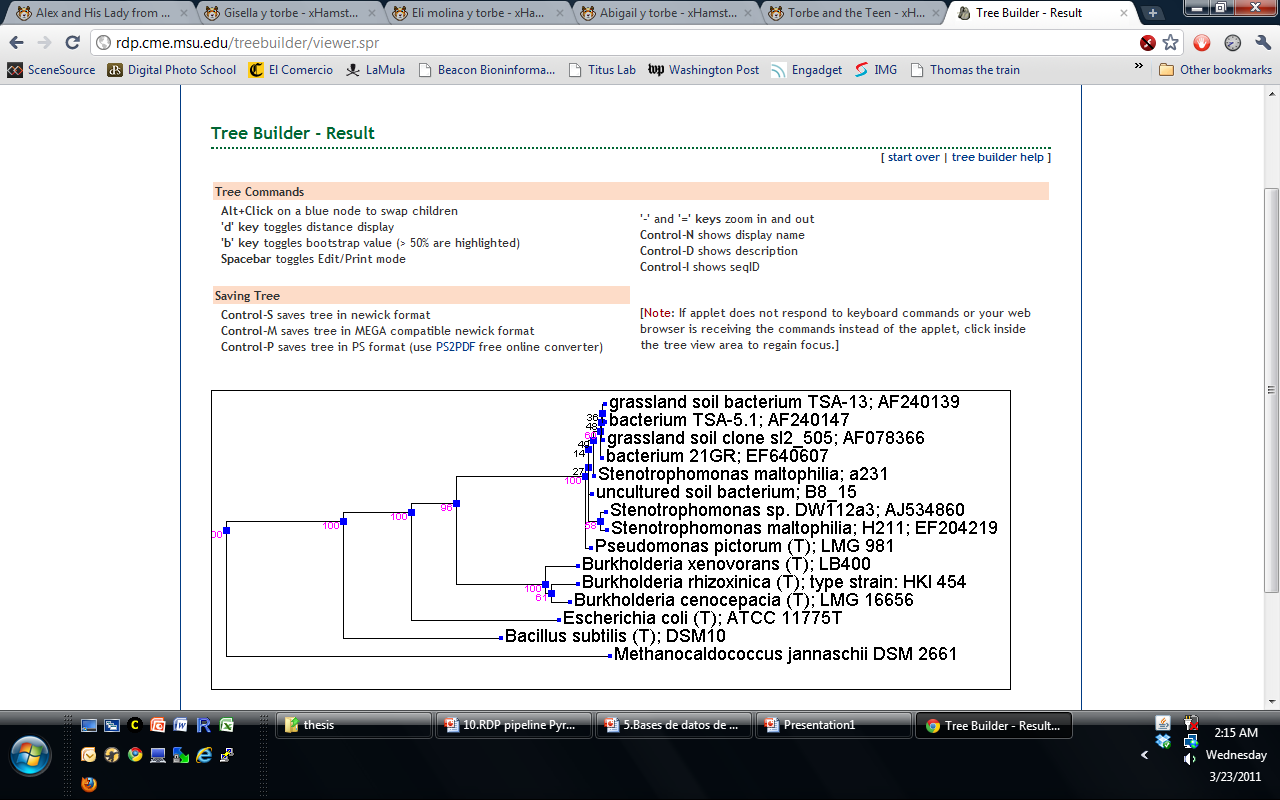 Alex and His Lady from ...
Gisella y torbe - xHamst...
Eli molina y torbe - xHa...
Abigail y torbe - xHamst...
Torbe and the Teen - xH...
Tree Builder - Result
rdp.cme.msu.edu/treebuilder/viewer.spr
SceneSource
Digital Photo School
El Comercio
LaMula
Beacon Bioninforma...
Titus Lab
Washington Post
Engadget
IMG
Thomas the train
Other bookmarks
Tree Builder - Result
[ start over | tree builder help ]
Tree Commands
Alt+Click on a blue node to swap children
'd' key toggles distance display
'b' key toggles bootstrap value (> 50% are highlighted)
Spacebar toggles Edit/Print mode
'-' and '=' keys zoom in and out
Control-N shows display name
Control-D shows description
Control-I shows seqID
Saving Tree
Control-S saves tree in newick format
Control-M saves tree in MEGA compatible newick format
Control-P saves tree in PS format (use PS2PDF free online converter)
[Note: If applet does not respond to keyboard commands or your web
browser is receiving the commands instead of the applet, click inside
the tree view area to regain focus.]
grassland soil bacterium TSA-13; AF240139
36
bacterium TSA-5.1; AF240147
48
grassland soil clone sl2_505; AF078366
bacterium 21GR; EF640607
14
27
Stenotrophomonas maltophilia; a231
100
uncultured soil bacterium; B8_15
Stenotrophomonas sp. DW112a3; AJ534860
Stenotrophomonas maltophilia; H211; EF204219
Pseudomonas pictorum (T); LMG 981
96
100
100
00
Burkholderia xenovorans (T); LB400
Burkholderia rhizoxinica (T); type strain: HKI 454
100
61
Burkholderia cenocepacia (T); LMG 16656
Escherichia coli (T); ATCC 11775T
Bacillus subtilis (T); DSM10
Methanocaldococcus jannaschii DSM 2661
thesis
10.RDP pipeline Pyr...
5.Bases de datos de ...
Presentation1
Tree Builder - Result...
2:15 AM
Wednesday
3/23/2011